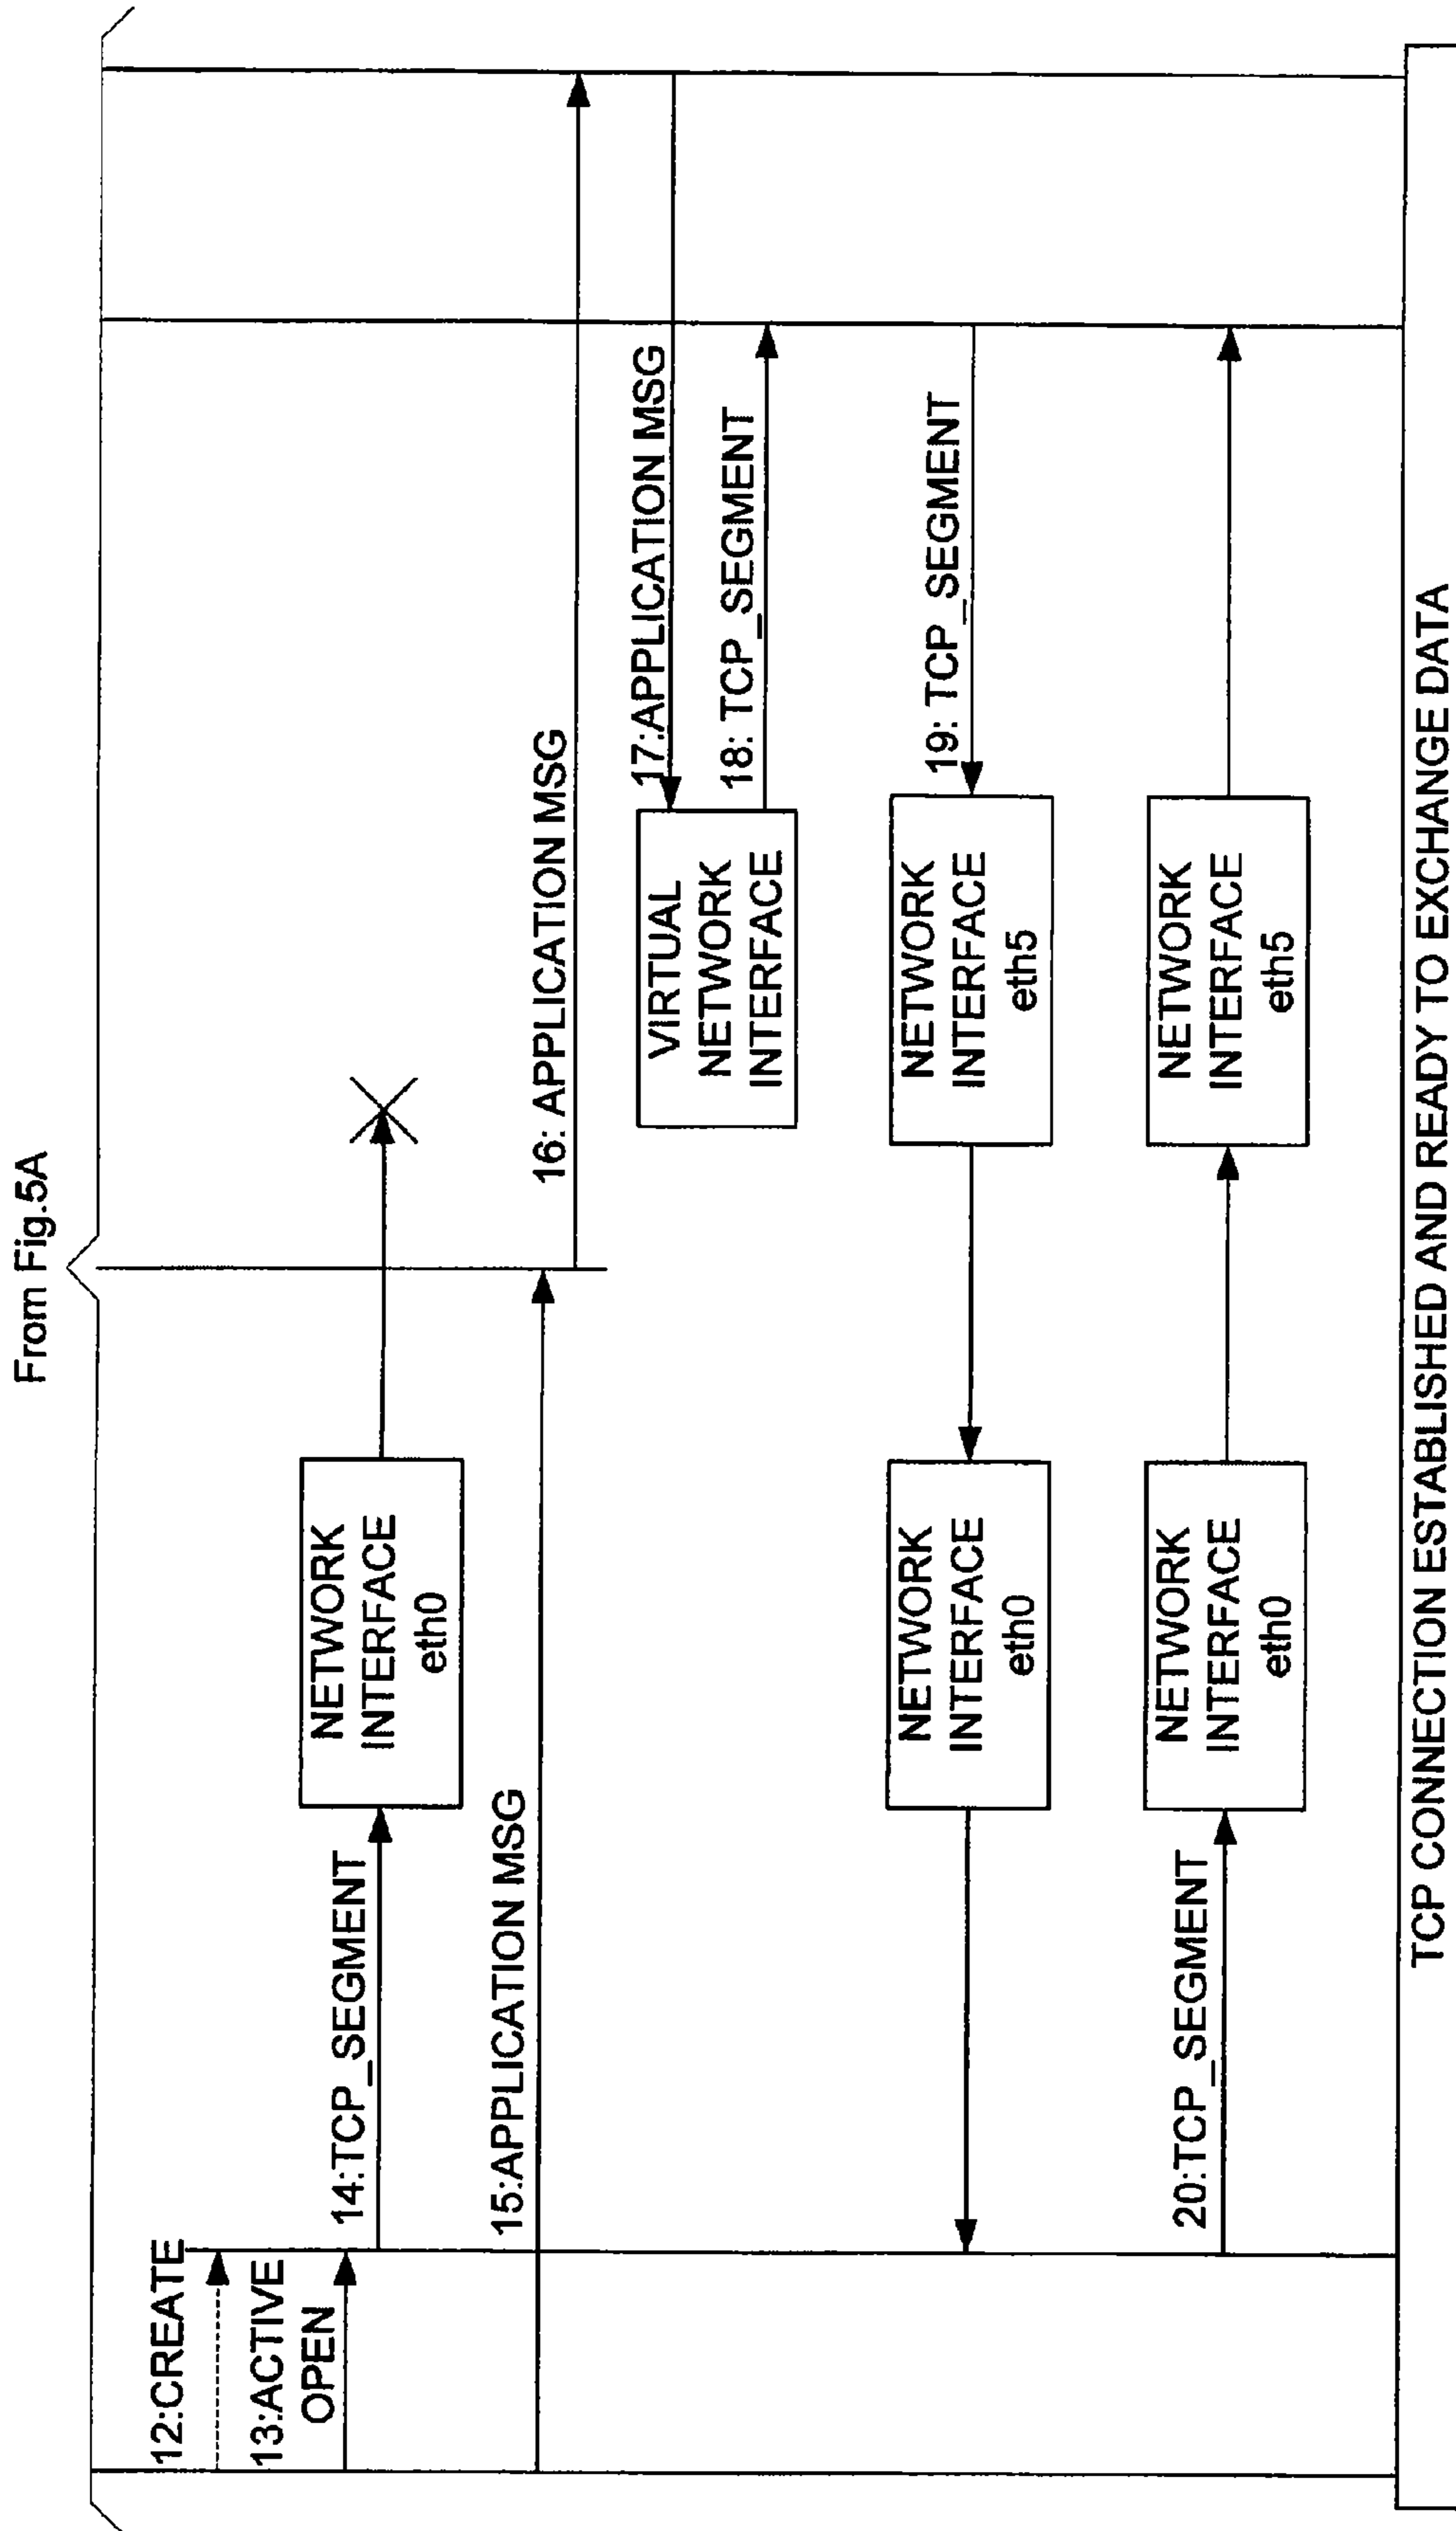 From Fig.5A
12:CREATE
13:ACTIVE
OPEN
14:TCP_SEGMENT
NETWORK
INTERFACE
eth0
15:APPLICATION MSG
16: APPLICATION MSG
17:APPLICATION MSG
VIRTUAL
NETWORK
INTERFACE
18: TCP_SEGMENT
19: TCP_SEGMENT
NETWORK
INTERFACE
eth5
NETWORK
INTERFACE
eth0
20:TCP_SEGMENT
NETWORK
INTERFACE
eth0
NETWORK
INTERFACE
eth5
TCP CONNECTION ESTABLISHED AND READY TO EXCHANGE DATA